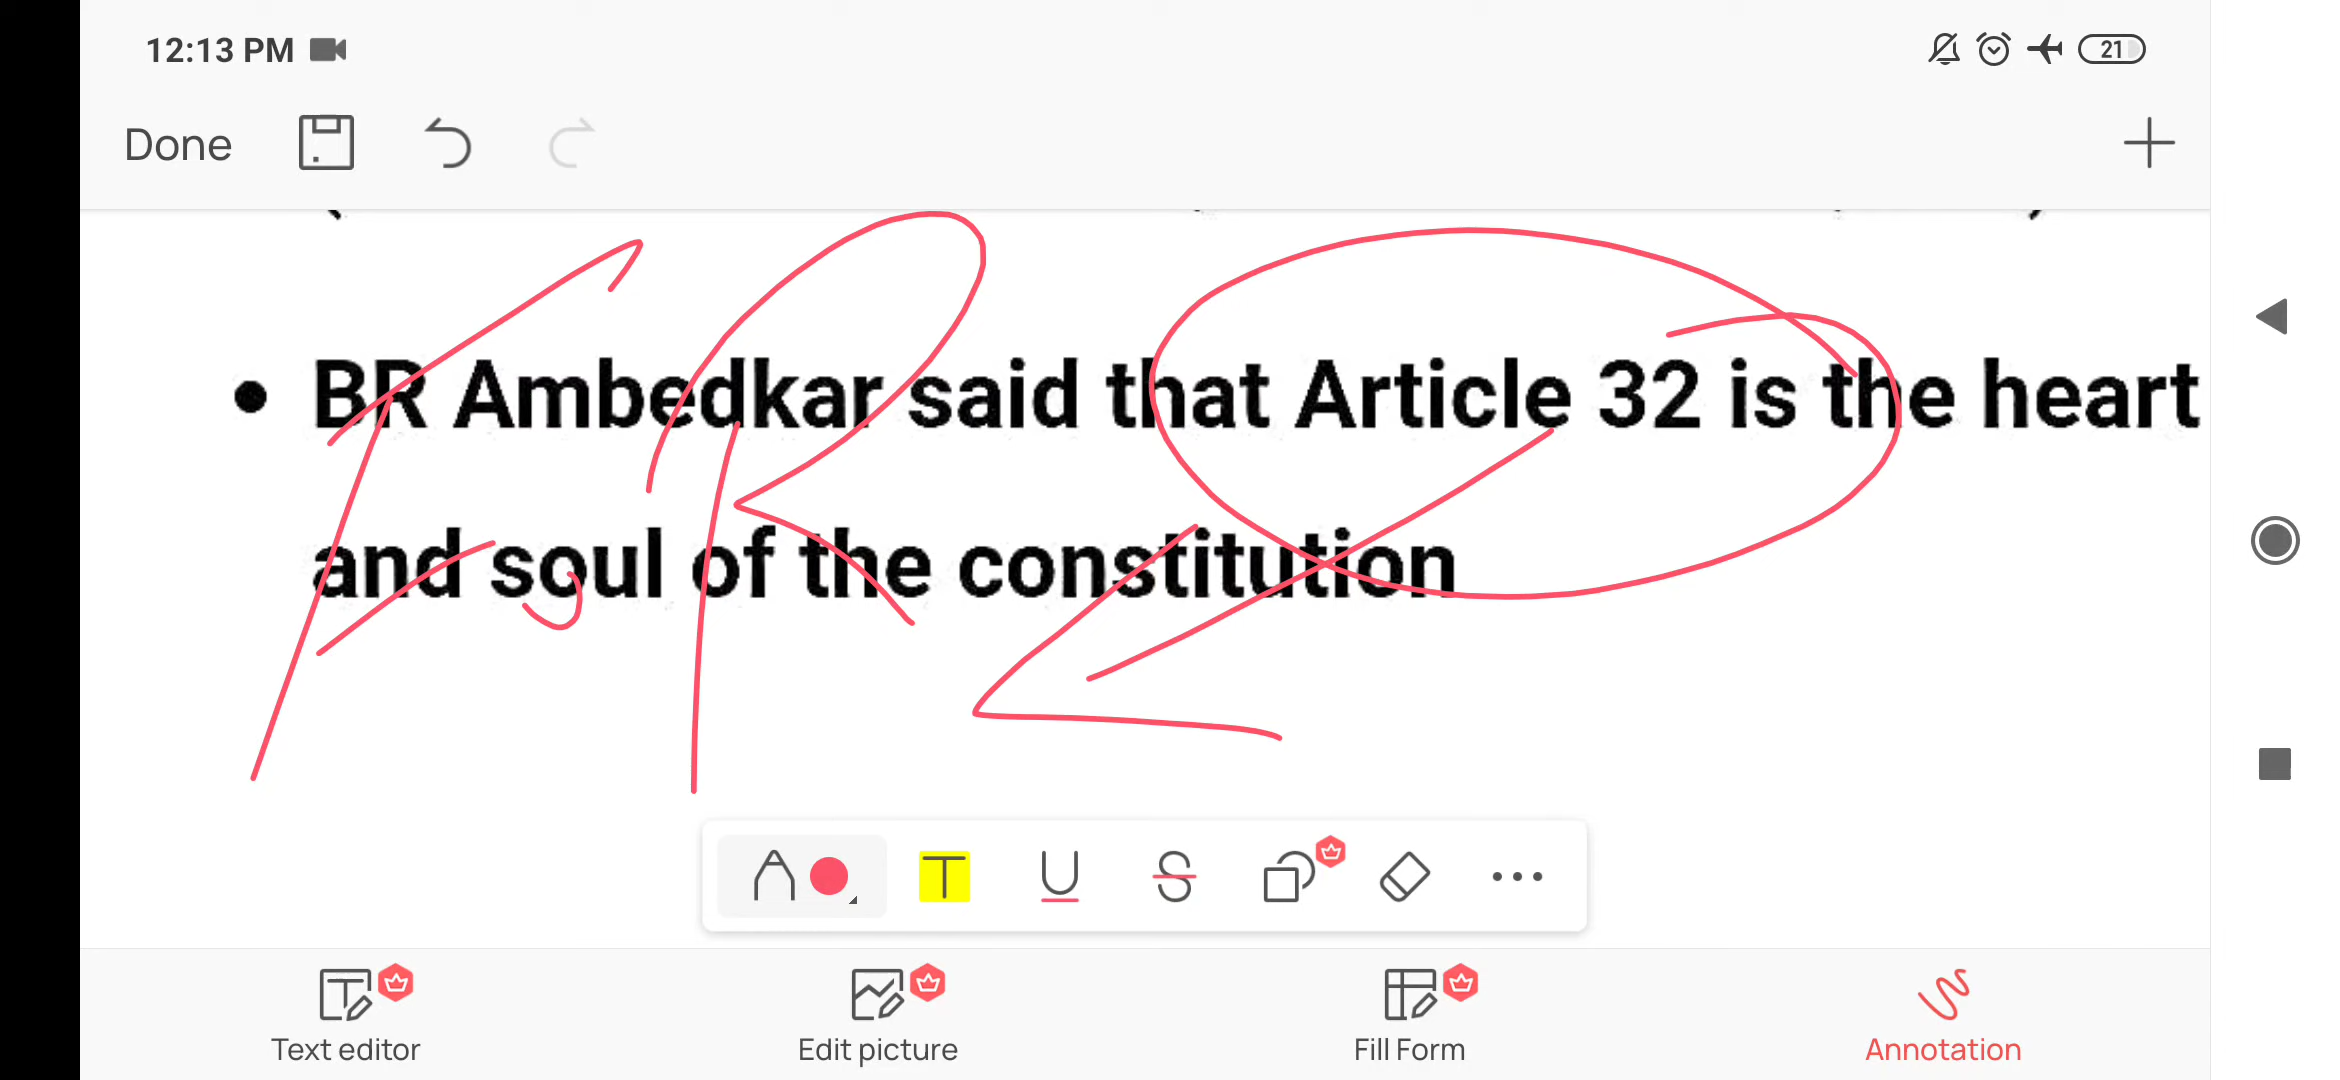 12:13 PM
21
Done
• BR Ambedkar said that Article 32 is the heart
and soul of the constitution
FR
T U S
Text editor
Edit picture
Fill Form
Annotation